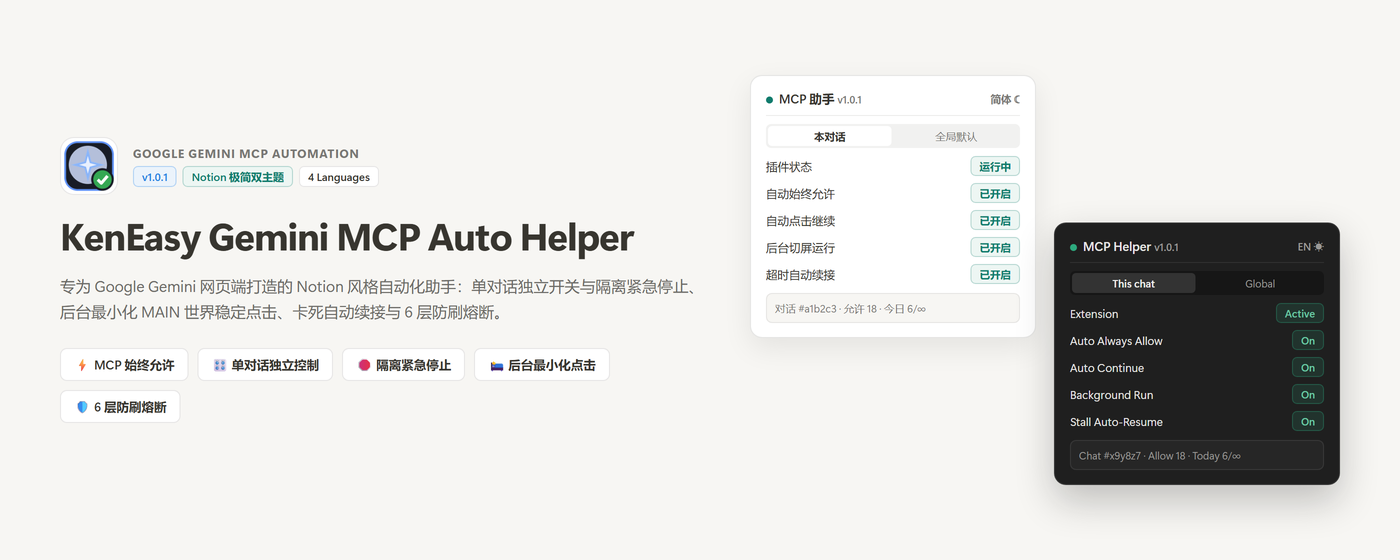 GOOGLE GEMINI MCP AUTOMATION
v1.0.1 Notion 极简双主题 4 Languages
KenEasy Gemini MCP Auto Helper
专为 Google Gemini 网页端打造的 Notion 风格自动化助手：单对话独立开关与隔离紧急停止、
后台最小化 MAIN 世界稳定点击、卡死自动续接与 6 层防刷熔断。
MCP 始终允许 单对话独立控制 隔离紧急停止 后台最小化点击
6 层防刷熔断
MCP 助手 v1.0.1 简体
本对话 全局默认
插件状态 运行中
自动始终允许 已开启
自动点击继续 已开启
后台切屏运行 已开启
超时自动续接 已开启
对话 #a1b2c3 · 允许 18 · 今日 6/∞
MCP Helper v1.0.1 EN ☀
This chat Global
Extension Active
Auto Always Allow On
Auto Continue On
Background Run On
Stall Auto-Resume On
Chat #x9y8z7 · Allow 18 · Today 6/∞